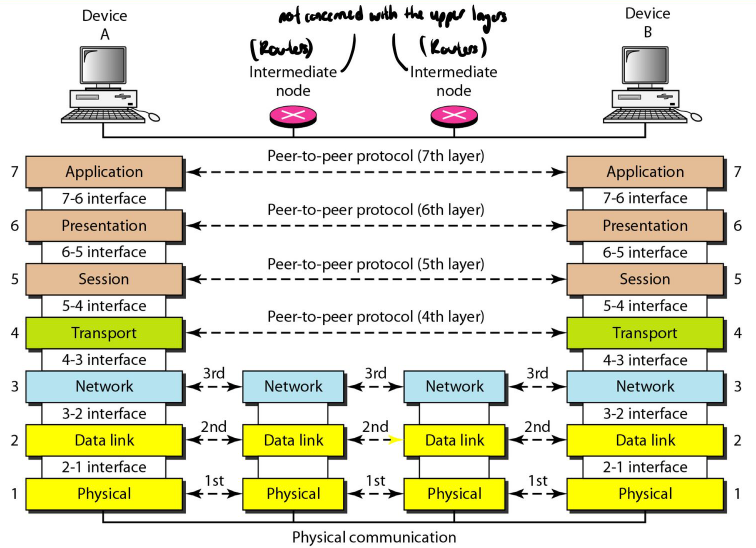 Device
A
not concerned with the upper layers
Device
B
(Routers)
(Routers)
Intermediate
node
Intermediate
node
7 Application Peer-to-peer protocol (7th layer) Application 7
7-6 interface 7-6 interface
6 Presentation Peer-to-peer protocol (6th layer) Presentation 6
6-5 interface 6-5 interface
5 Session Peer-to-peer protocol (5th layer) Session 5
5-4 interface 5-4 interface
4 Transport Peer-to-peer protocol (4th layer) Transport 4
4-3 interface 4-3 interface
3 Network 3rd Network 3rd Network 3rd Network 3
3-2 interface 3-2 interface
2 Data link 2nd Data link 2nd Data link 2nd Data link 2
2-1 interface 2-1 interface
1 Physical 1st Physical 1st Physical 1st Physical 1
Physical communication